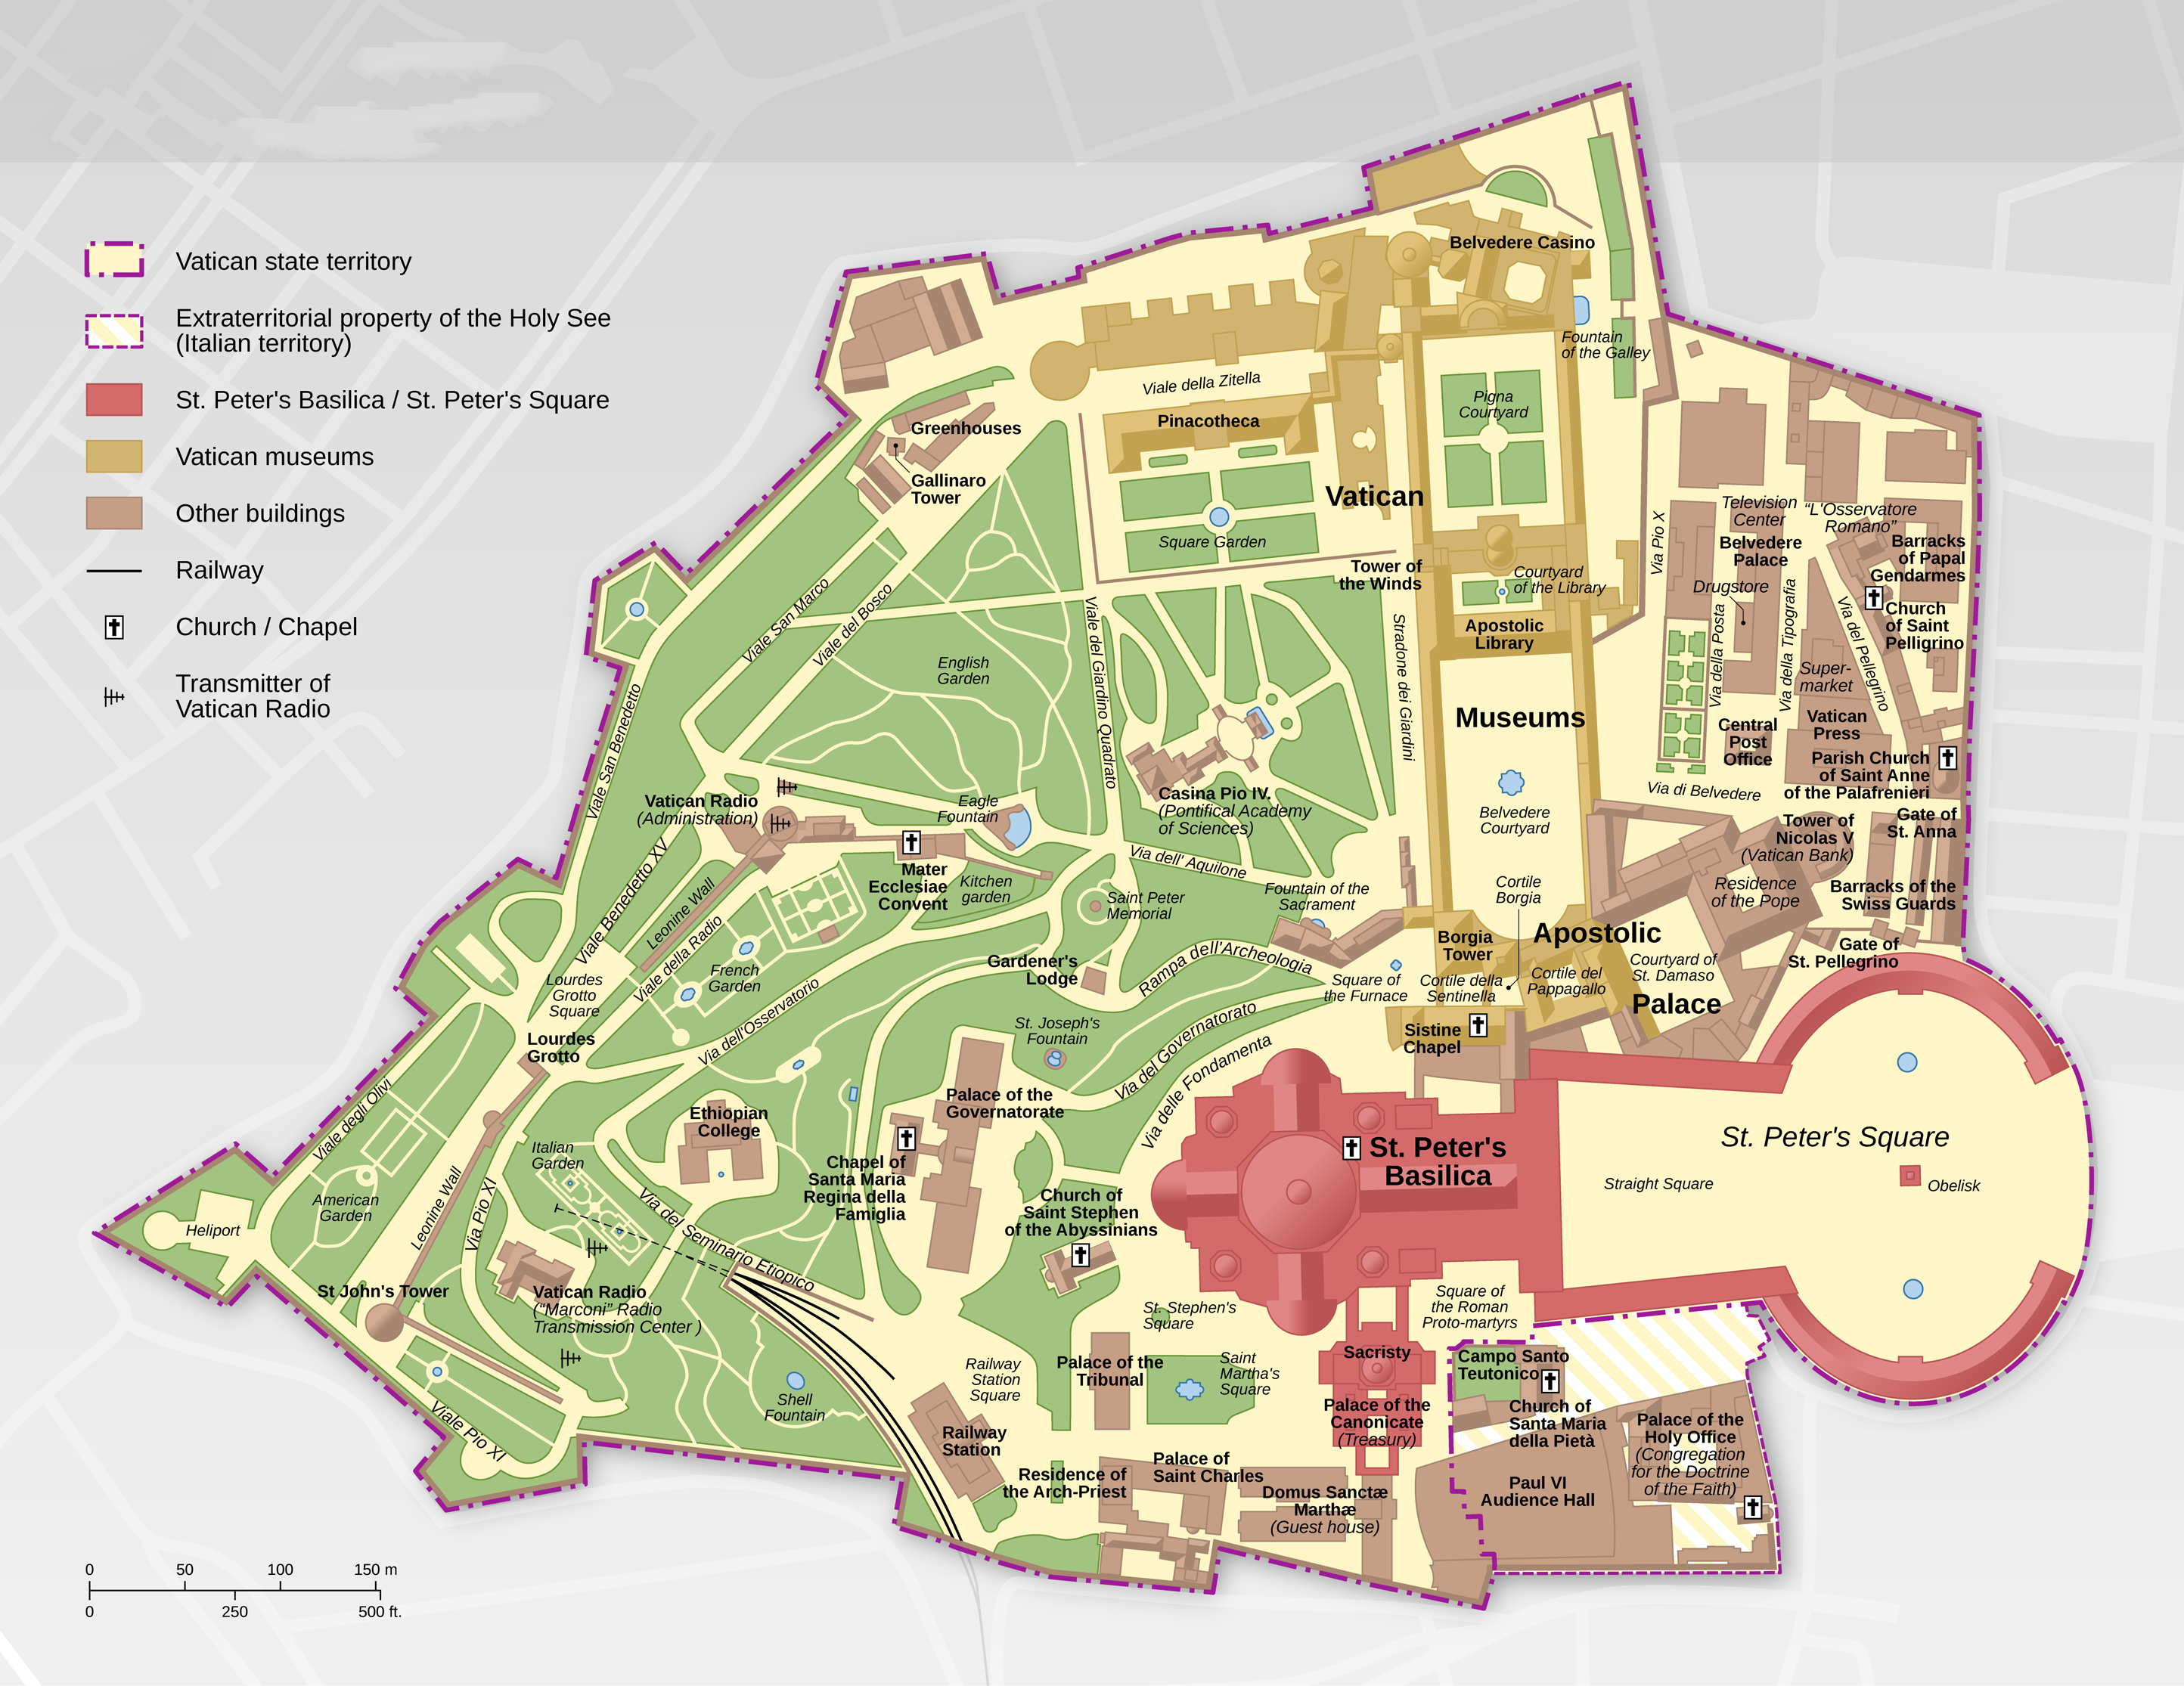 Vatican state territory
Extraterritorial property of the Holy See
(Italian territory)
St. Peter's Basilica / St. Peter's Square
Vatican museums
Other buildings
Railway
Church / Chapel
Transmitter of
Vatican Radio
0
50
100
150 m
0
250
500 ft.
Belvedere Casino
Fountain
of the Galley
Viale della Zitella
Pinacotheca
Pigna
Courtyard
Greenhouses
Gallinaro
Tower
Vatican
Square Garden
Tower of
the Winds
Courtyard
of the Library
Apostolic
Library
Via Pio X
Television
Center
Belvedere
Palace
Drugstore
“L'Osservatore
Romano”
Barracks
of Papal
Gendarmes
Church
of Saint
Pelligrino
Via della Posta
Via della Tipografia
Via del Pellegrino
Super-
market
Vatican
Press
Central
Post
Office
Parish Church
of Saint Anne
of the Palafrenieri
Via di Belvedere
Viale San Marco
Viale del Bosco
Viale San Benedetto
English
Garden
Viale del Giardino Quadrato
Stradone dei Giardini
Museums
Belvedere
Courtyard
Casina Pio IV.
(Pontifical Academy
of Sciences)
Vatican Radio
(Administration)
Eagle
Fountain
Via dell' Aquilone
Tower of
Nicolas V
(Vatican Bank)
Gate of
St. Anna
Residence
of the Pope
Barracks of the
Swiss Guards
Gate of
St. Pellegrino
Viale Benedetto XV
Leonine Wall
Viale della Radio
Mater
Ecclesiae
Convent
Kitchen
garden
Saint Peter
Memorial
Fountain of the
Sacrament
Cortile
Borgia
Borgia
Tower
Apostolic
Palace
Courtyard of
St. Damaso
Cortile del
Pappagallo
Cortile della
Sentinella
Square of
the Furnace
Sistine
Chapel
Rampa dell'Archeologia
Gardener's
Lodge
French
Garden
Lourdes
Grotto
Square
Lourdes
Grotto
Via dell'Osservatorio
St. Joseph's
Fountain
Via del Governatorato
Via delle Fondamenta
Palace of the
Governatorate
Ethiopian
College
Viale degli Olivi
Italian
Garden
American
Garden
Leonine Wall
Via Pio XI
Heliport
Chapel of
Santa Maria
Regina della
Famiglia
Church of
Saint Stephen
of the Abyssinians
St. Peter's
Basilica
St. Peter's Square
Straight Square
Obelisk
Via del Seminario Etiopico
St John's Tower
Vatican Radio
(“Marconi” Radio
Transmission Center )
St. Stephen's
Square
Square of
the Roman
Proto-martyrs
Sacristy
Campo Santo
Teutonico
Church of
Santa Maria
della Pietà
Palace of the
Holy Office
(Congregation
for the Doctrine
of the Faith)
Paul VI
Audience Hall
Palace of the
Canonicate
(Treasury)
Railway
Station
Square
Palace of the
Tribunal
Saint
Martha's
Square
Shell
Fountain
Viale Pio XI
Railway
Station
Residence of
the Arch-Priest
Palace of
Saint Charles
Domus Sanctæ
Marthæ
(Guest house)